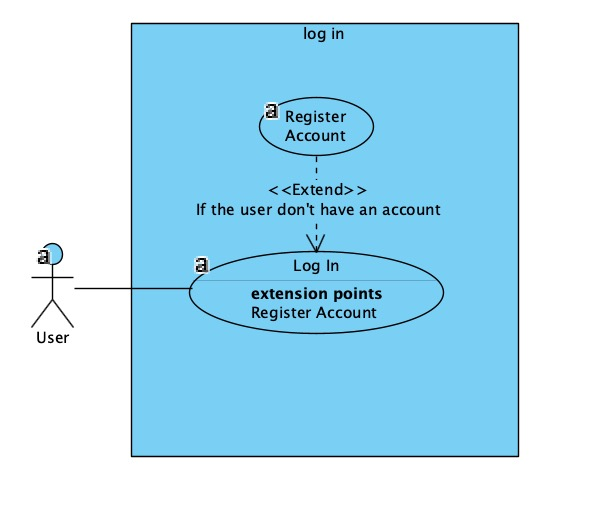 log in
a
Register
Account
<<Extend>>
If the user don't have an account
a
Log In
extension points
Register Account
a
User